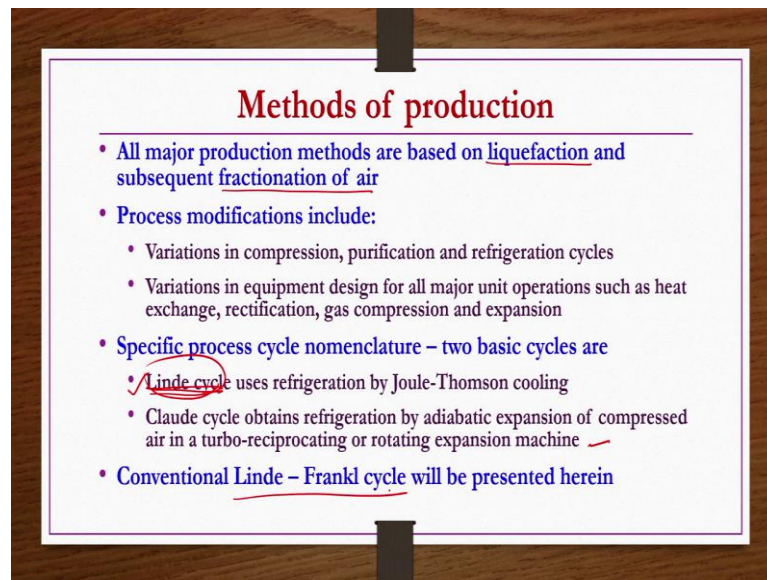 Methods of production
• All major production methods are based on liquefaction and
subsequent fractionation of air
• Process modifications include:
• Variations in compression, purification and refrigeration cycles
• Variations in equipment design for all major unit operations such as heat
exchange, rectification, gas compression and expansion
• Specific process cycle nomenclature – two basic cycles are
• Linde cycle uses refrigeration by Joule-Thomson cooling
• Claude cycle obtains refrigeration by adiabatic expansion of compressed
air in a turbo-reciprocating or rotating expansion machine
• Conventional Linde – Frankl cycle will be presented herein